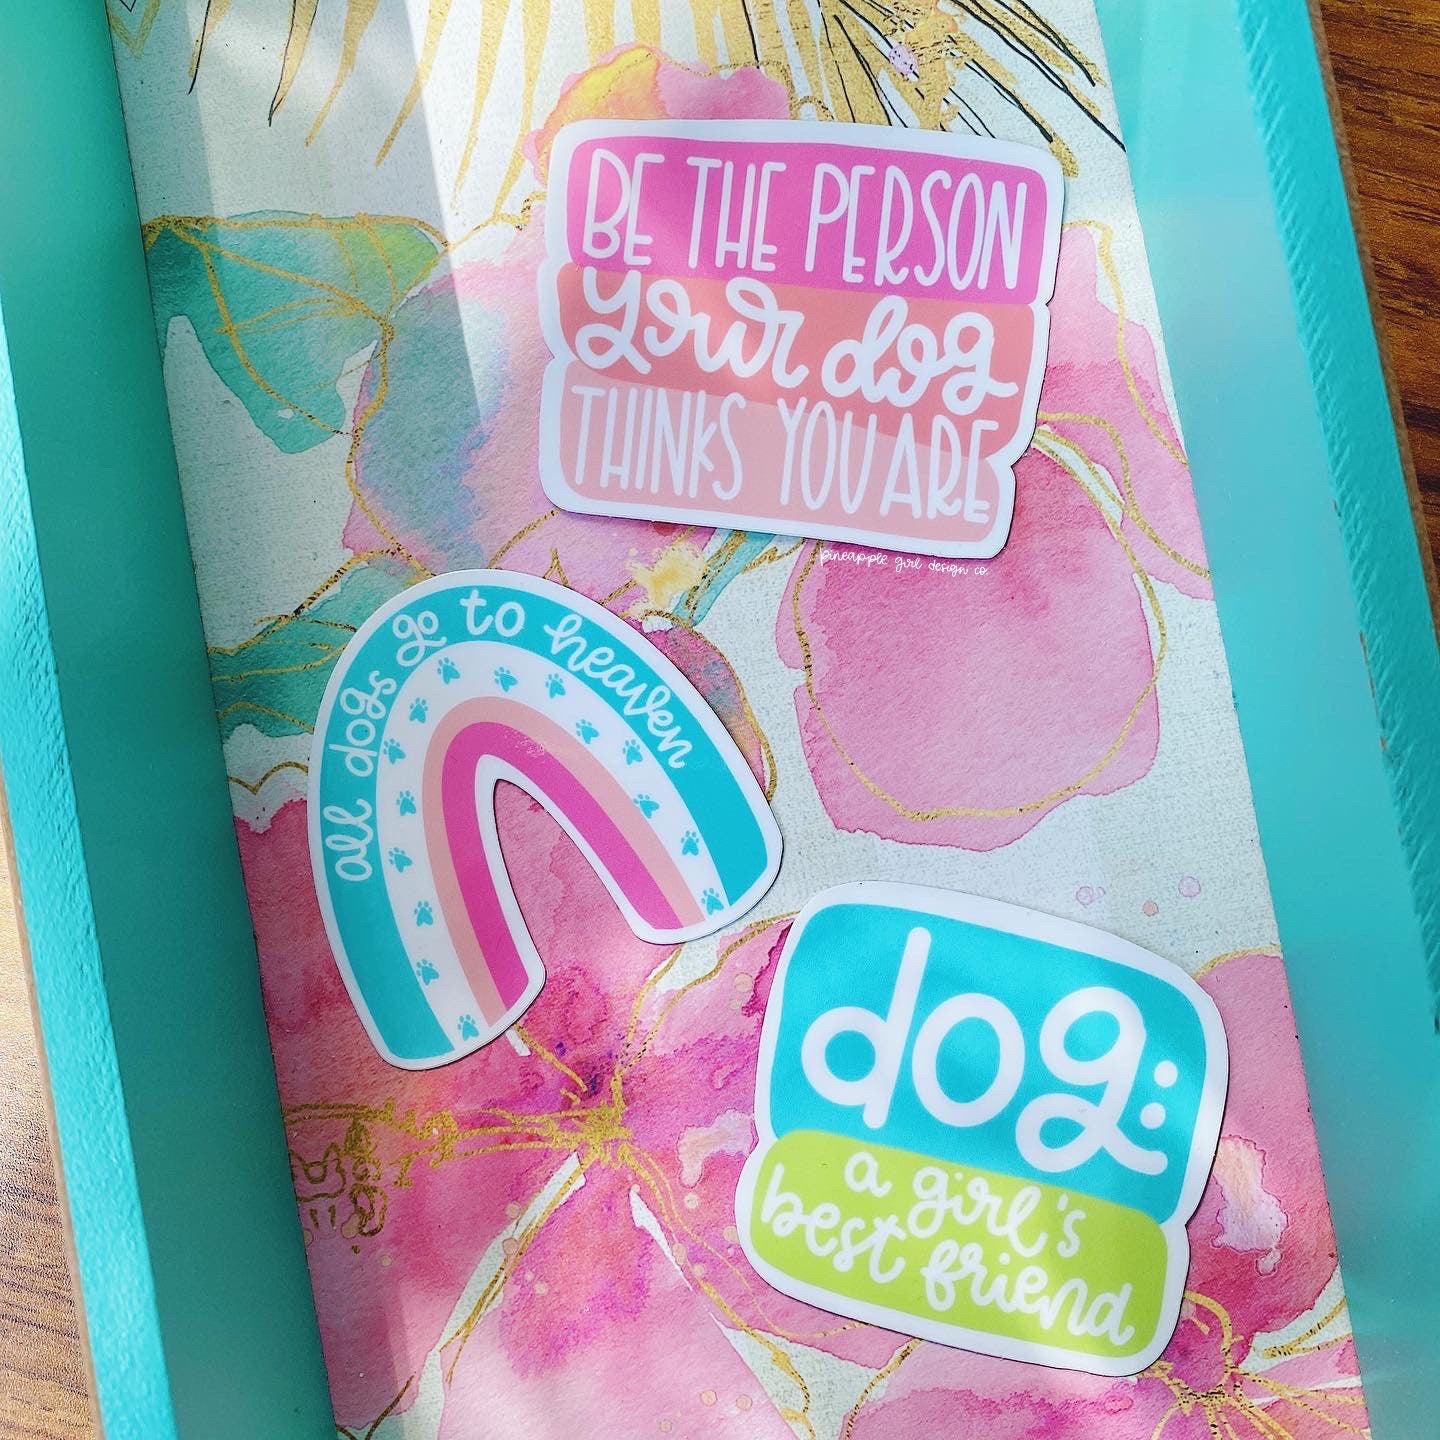 BE THE PERSON
your dog
THINKS YOU ARE
pineapple girl design co.
all dogs go to heaven
dog:
a girl's
best friend